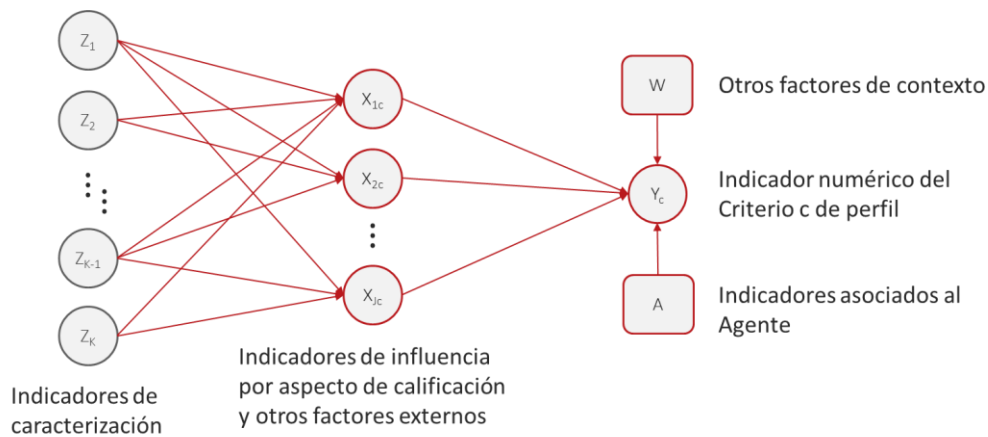 Z1
Z2
ZK-1
ZK
Indicadores de
caracterización
X1c
X2c
XJc
Indicadores de influencia
por aspecto de calificación
y otros factores externos
W
Otros factores de contexto
Yc
Indicador numérico del
Criterio c de perfil
A
Indicadores asociados al
Agente